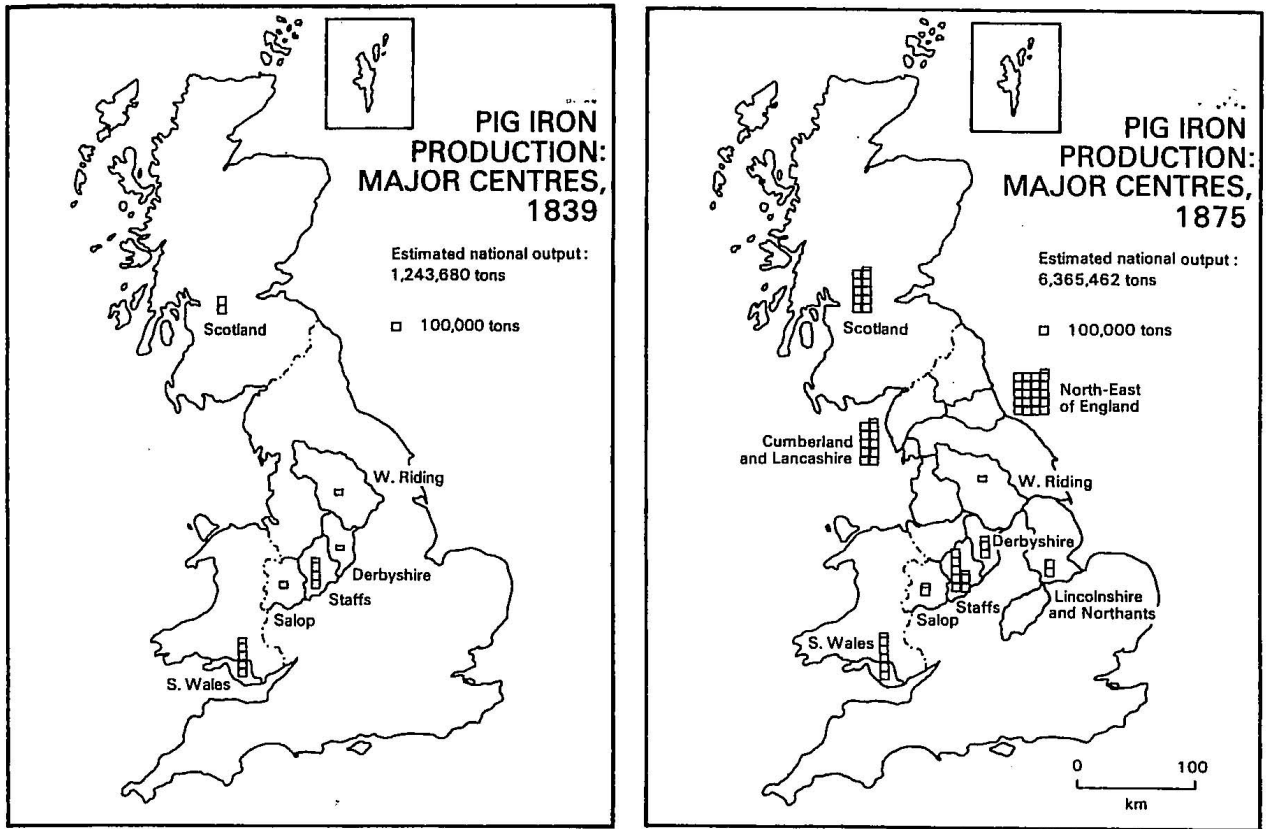 PIG IRON
PRODUCTION:
MAJOR CENTRES,
1839
Estimated national output :
1,243,680 tons
100,000 tons
Scotland
W. Riding
Derbyshire
Staffs
Salop
S. Wales
PIG IRON
PRODUCTION:
MAJOR CENTRES,
1875
Estimated national output :
6,365,462 tons
100,000 tons
Scotland
North-East
of England
Cumberland
and Lancashire
W. Riding
Derbyshire
Lincolnshire
and Northants
Staffs
Salop
S. Wales
0 100
km